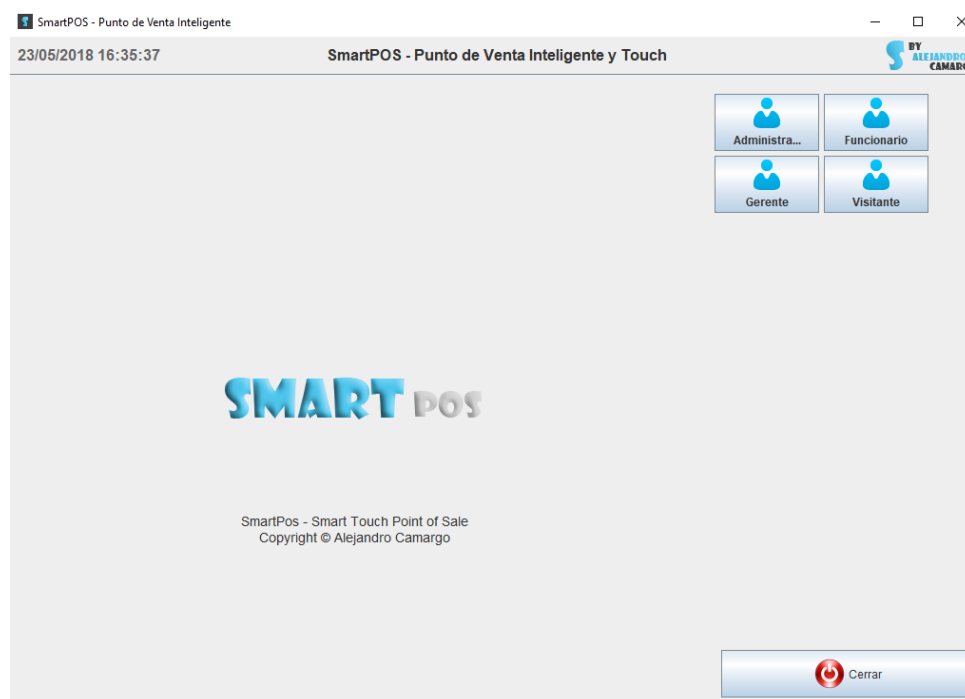 SmartPOS - Punto de Venta Inteligente
23/05/2018 16:35:37
SmartPOS - Punto de Venta Inteligente y Touch
S BY
ALEJANDRO
CAMARGO
Administra...
Funcionario
Gerente
Visitante
SMART POS
SmartPos - Smart Touch Point of Sale
Copyright © Alejandro Camargo
Cerrar